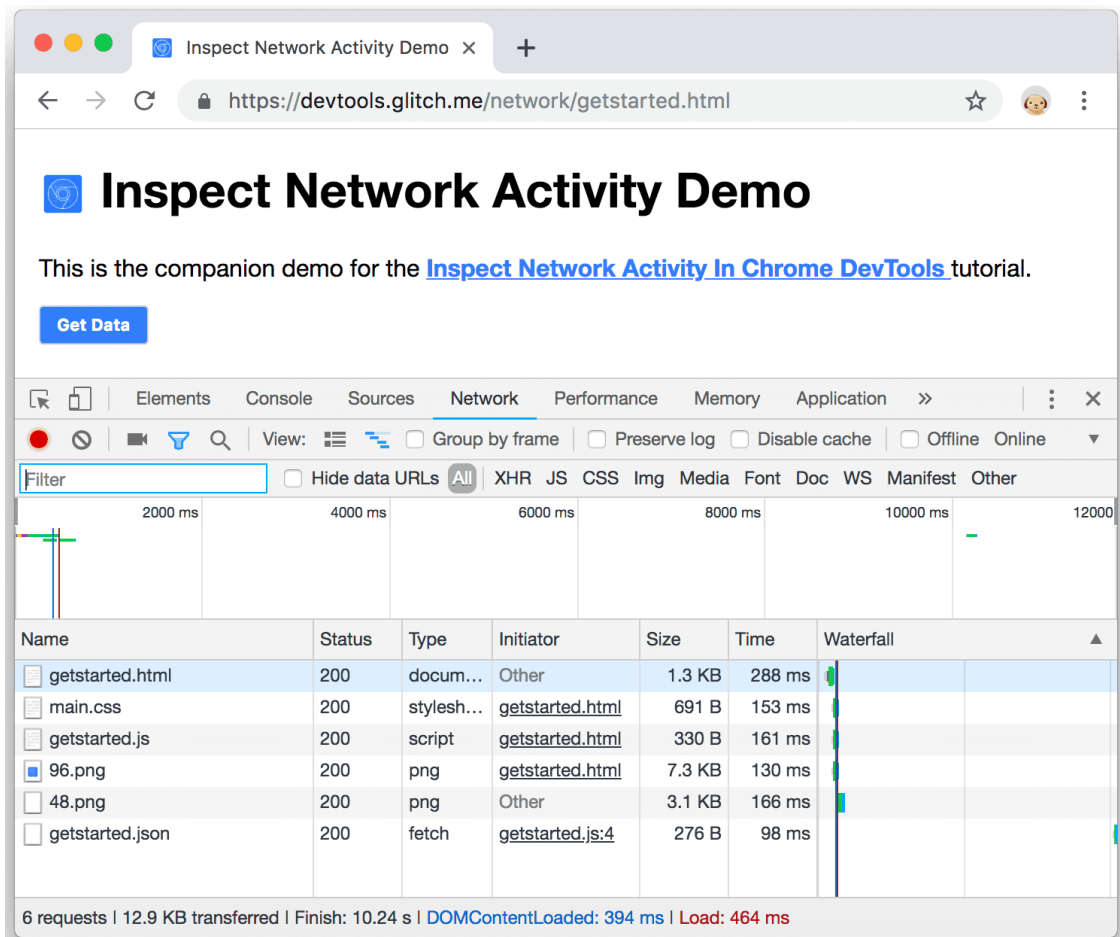 Inspect Network Activity Demo
https://devtools.glitch.me/network/getstarted.html
Inspect Network Activity Demo
This is the companion demo for the Inspect Network Activity In Chrome DevTools tutorial.
Get Data
Elements Console Sources Network Performance Memory Application »
View: Group by frame Preserve log Disable cache Offline Online
Filter Hide data URLs All XHR JS CSS Img Media Font Doc WS Manifest Other
2000 ms 4000 ms 6000 ms 8000 ms 10000 ms 12000
Name Status Type Initiator Size Time Waterfall
getstarted.html 200 docum... Other 1.3 KB 288 ms
main.css 200 stylesh... getstarted.html 691 B 153 ms
getstarted.js 200 script getstarted.html 330 B 161 ms
96.png 200 png getstarted.html 7.3 KB 130 ms
48.png 200 png Other 3.1 KB 166 ms
getstarted.json 200 fetch getstarted.js:4 276 B 98 ms
6 requests | 12.9 KB transferred | Finish: 10.24 s | DOMContentLoaded: 394 ms | Load: 464 ms